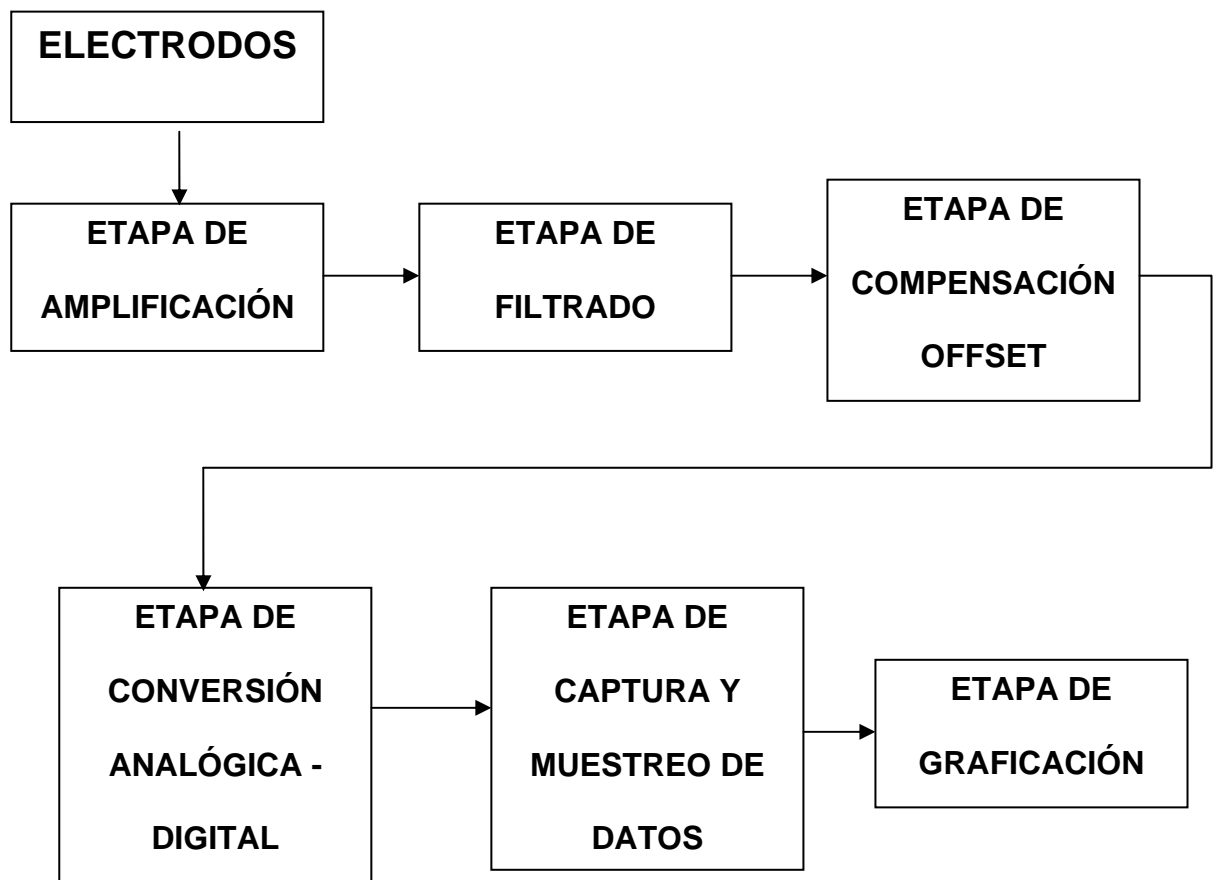 ELECTRODOS
ETAPA DE
AMPLIFICACIÓN
ETAPA DE
FILTRADO
ETAPA DE
COMPENSACIÓN
OFFSET
ETAPA DE
CONVERSIÓN
ANALÓGICA -
DIGITAL
ETAPA DE
CAPTURA Y
MUESTREO DE
DATOS
ETAPA DE
GRAFICACIÓN